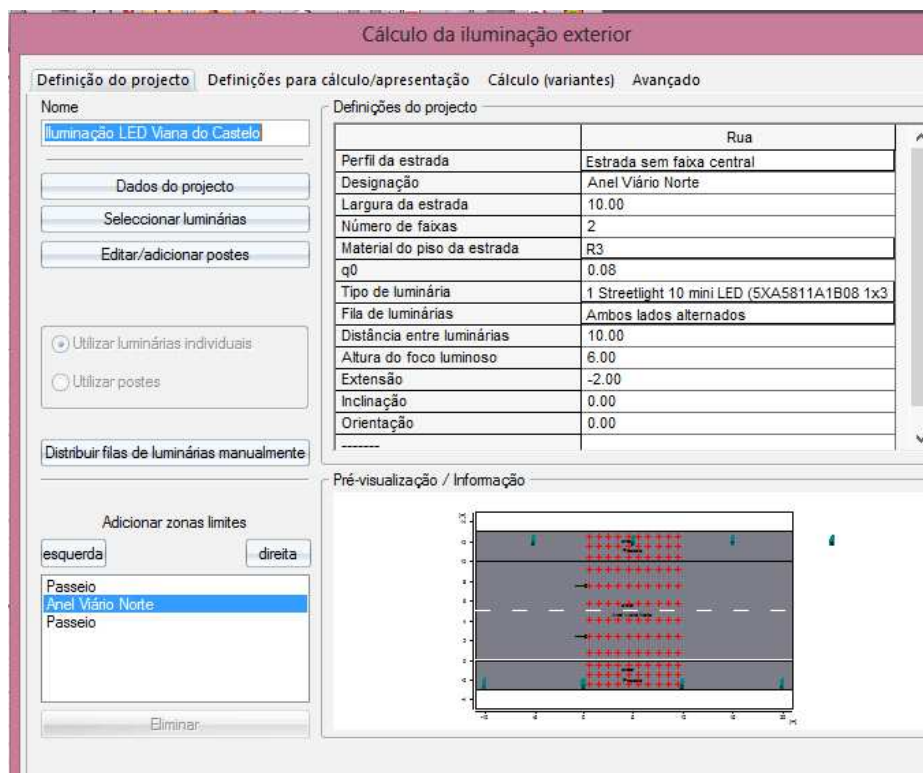 Cálculo da iluminação exterior
Definição do projecto Definições para cálculo/apresentação Cálculo (variantes) Avançado
Nome
Iluminação LED Viana do Castelo
Dados do projecto
Seleccionar luminárias
Editar/adicionar postes
Utilizar luminárias individuais
Utilizar postes
Distribuir filas de luminárias manualmente
Adicionar zonas limites
esquerda direita
Passeio
Anel Viário Norte
Passeio
Eliminar
Definições do projecto
Rua
Perfil da estrada Estrada sem faixa central
Designação Anel Viário Norte
Largura da estrada 10.00
Número de faixas 2
Material do piso da estrada R3
q0 0.08
Tipo de luminária 1 Streetlight 10 mini LED (5XA5811A1B08 1x3
Fila de luminárias Ambos lados alternados
Distância entre luminárias 10.00
Altura do foco luminoso 6.00
Extensão -2.00
Inclinação 0.00
Orientação 0.00
-------
Pré-visualização / Informação